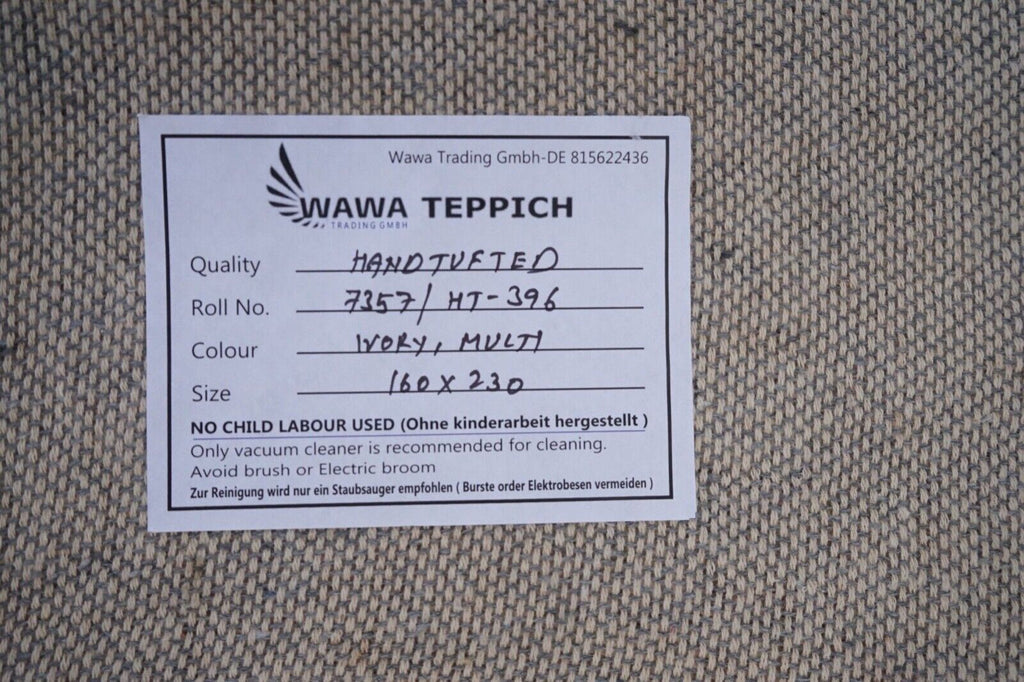 Wawa Trading Gmbh-DE 815622436
WAWA TEPPICH
TRADING GMBH
Quality HANDTUFTED
Roll No. 7357/ HT-396
Colour IVORY, MULTI
Size 160 X 230
NO CHILD LABOUR USED (Ohne kinderarbeit hergestellt )
Only vacuum cleaner is recommended for cleaning.
Avoid brush or Electric broom
Zur Reinigung wird nur ein Staubsauger empfohlen ( Burste order Elektrobesen vermeiden )